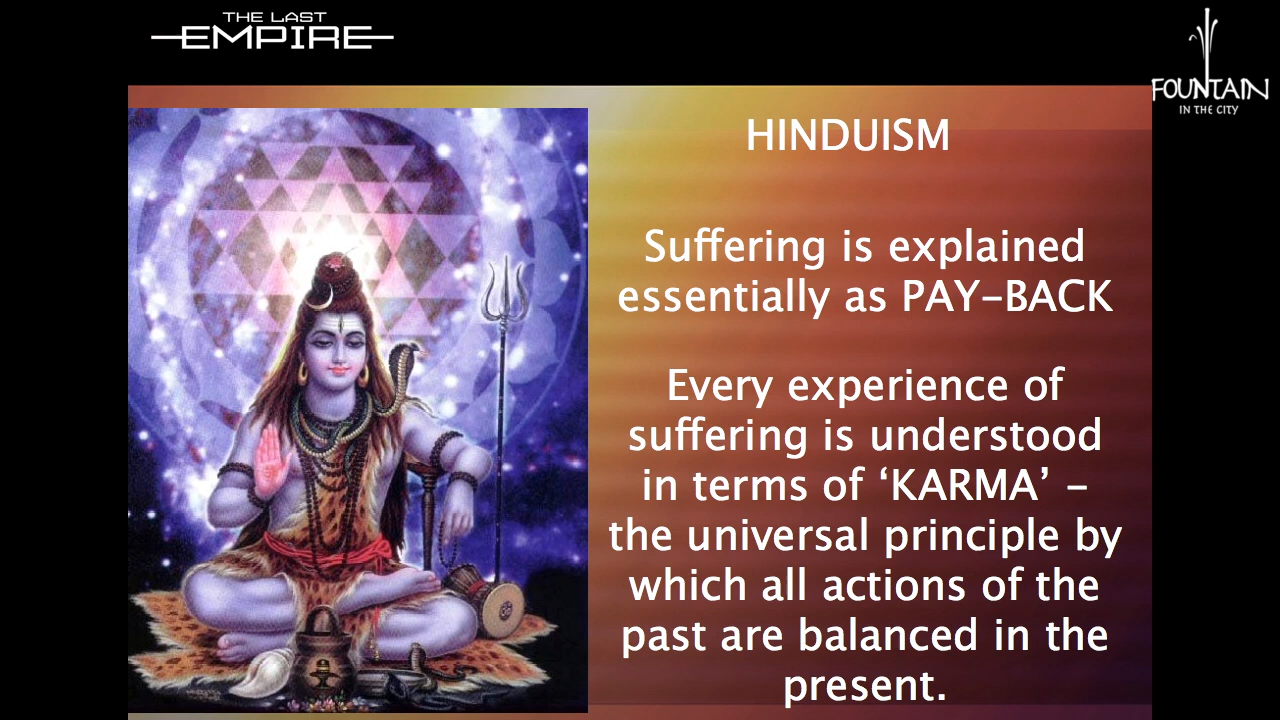 THE LAST
EMPIRE
FOUNTAIN
IN THE CITY
HINDUISM
Suffering is explained
essentially as PAY-BACK
Every experience of
suffering is understood
in terms of ‘KARMA’ –
the universal principle by
which all actions of the
past are balanced in the
present.